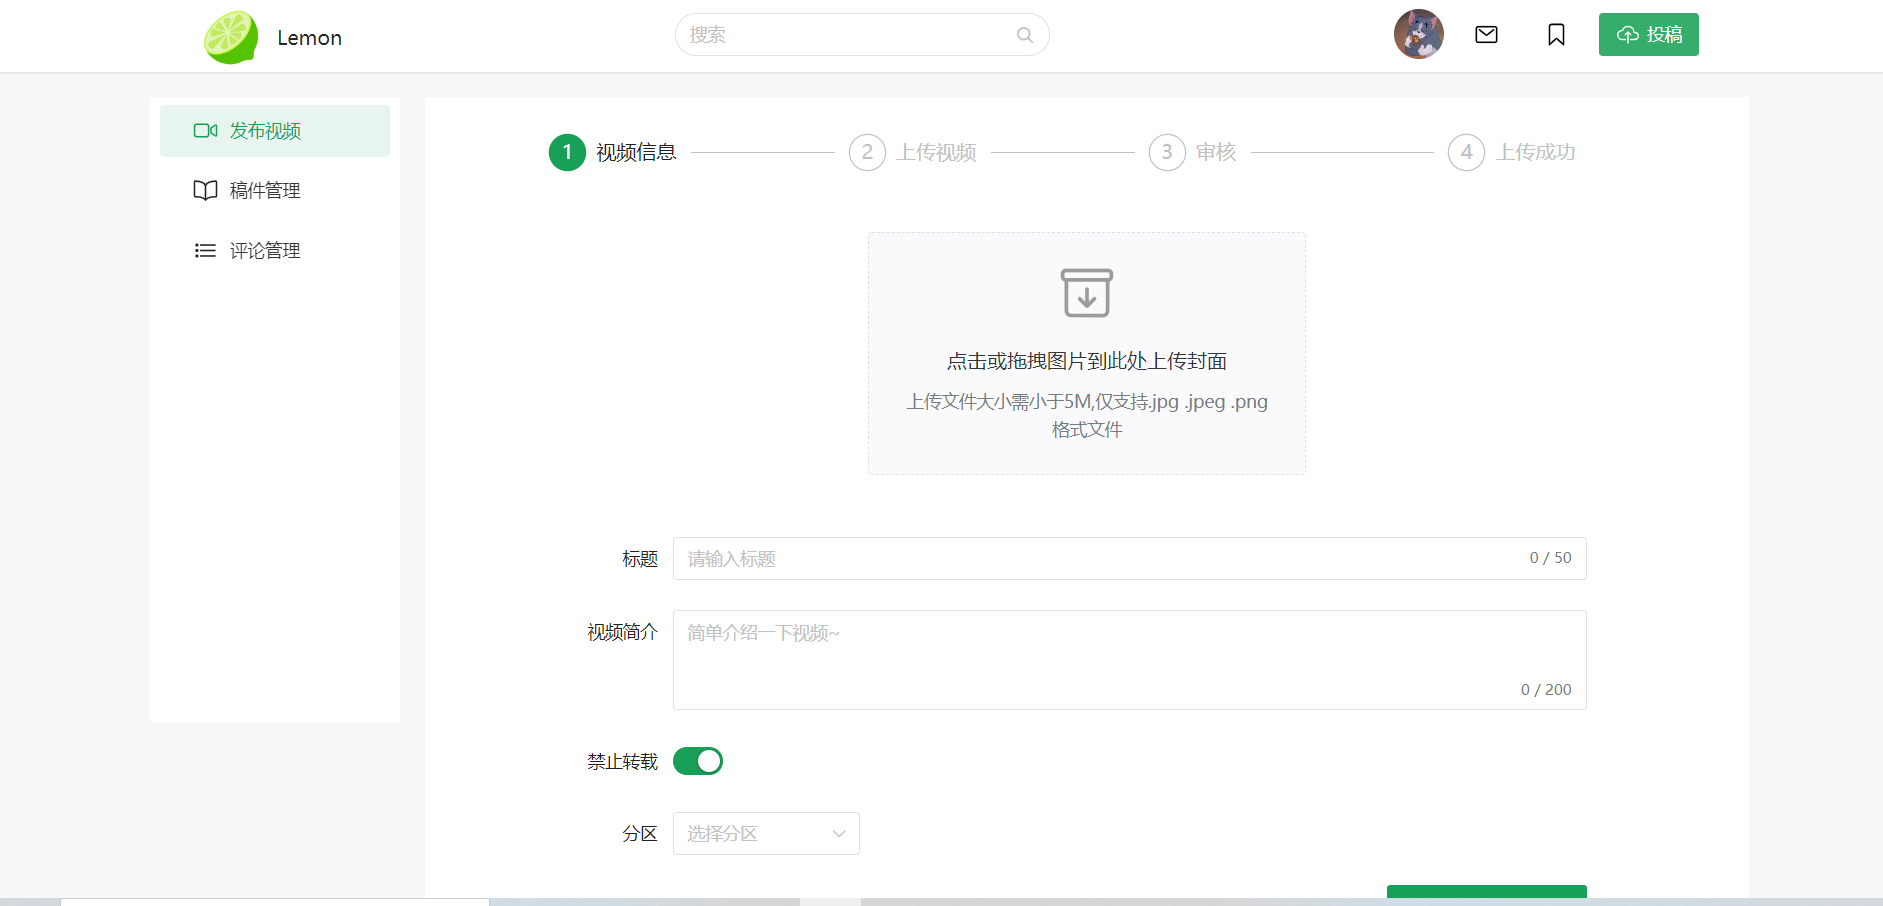 Lemon
搜索
投稿
发布视频
稿件管理
评论管理
1 视频信息
2 上传视频
3 审核
4 上传成功
点击或拖拽图片到此处上传封面
上传文件大小需小于5M,仅支持.jpg .jpeg .png
格式文件
标题
请输入标题
0 / 50
视频简介
简单介绍一下视频~
0 / 200
禁止转载
分区
选择分区